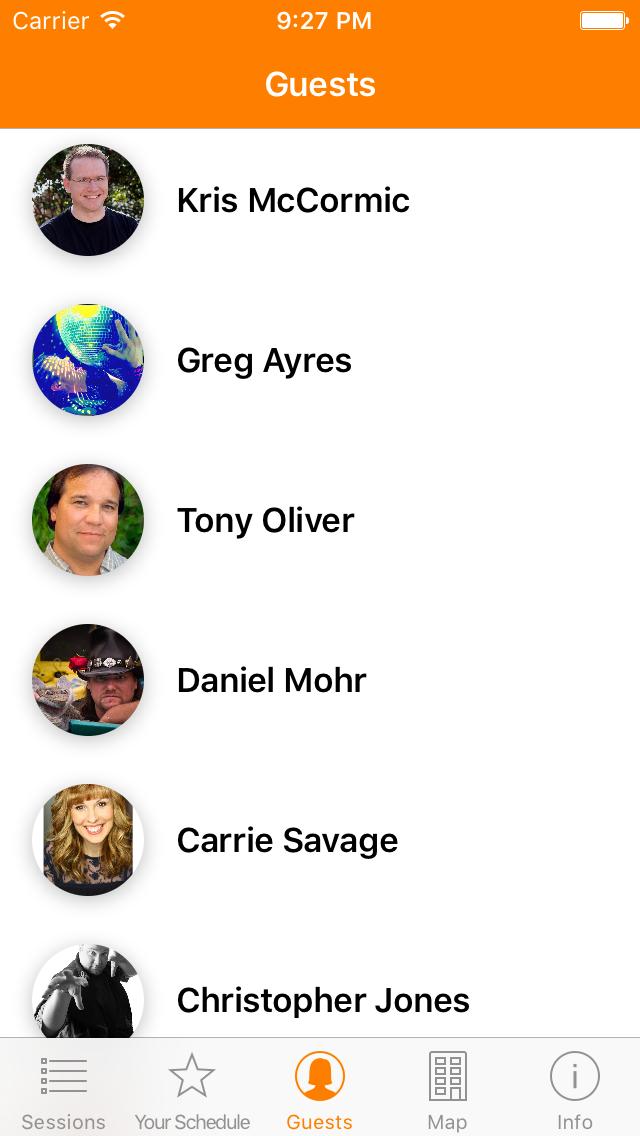 Carrier 9:27 PM
Guests
Kris McCormic
Greg Ayres
Tony Oliver
Daniel Mohr
Carrie Savage
Christopher Jones
Sessions Your Schedule Guests Map Info